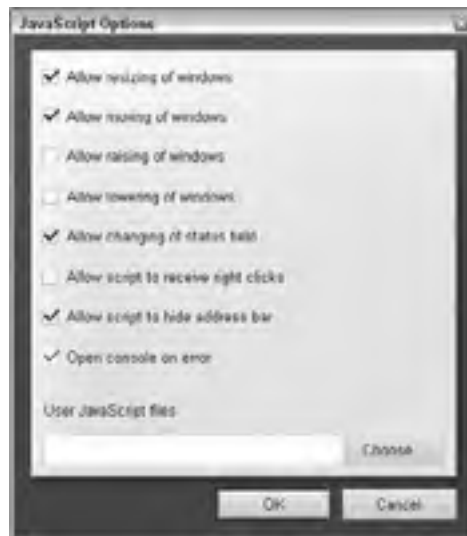 JavaScript Options
Allow resizing of windows
Allow moving of windows
Allow raising of windows
Allow lowering of windows
Allow changing of status field
Allow script to receive right clicks
Allow script to hide address bar
Open console on error
User JavaScript files
Choose
OK
Cancel